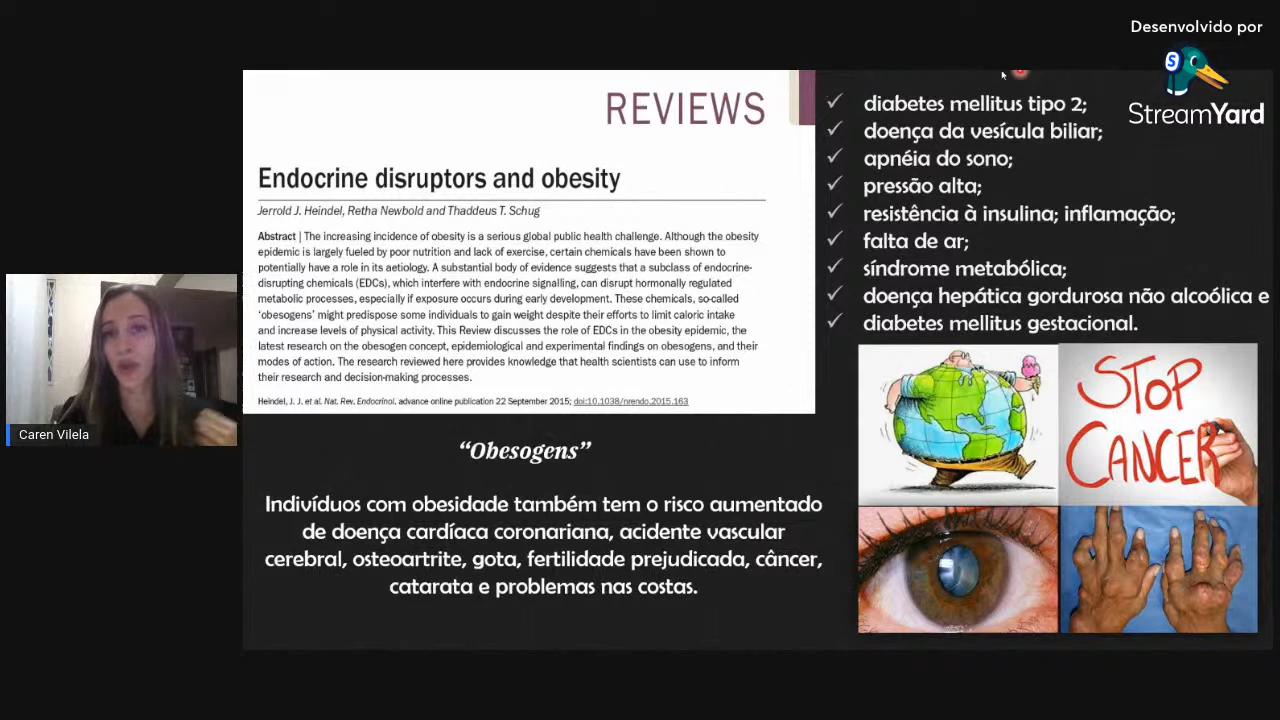 Desenvolvido por
StreamYard
REVIEWS
Endocrine disruptors and obesity
Jerrold J. Heindel, Retha Newbold and Thaddeus T. Schug
Abstract | The increasing incidence of obesity is a serious global public health challenge. Although the obesity
epidemic is largely fueled by poor nutrition and lack of exercise, certain chemicals have been shown to
potentially have a role in its aetiology. A substantial body of evidence suggests that a subclass of endocrine-
disrupting chemicals (EDCs), which interfere with endocrine signalling, can disrupt hormonally regulated
metabolic processes, especially if exposure occurs during early development. These chemicals, so-called
‘obesogens’ might predispose some individuals to gain weight despite their efforts to limit caloric intake
and increase levels of physical activity. This Review discusses the role of EDCs in the obesity epidemic, the
latest research on the obesogen concept, epidemiological and experimental findings on obesogens, and their
modes of action. The research reviewed here provides knowledge that health scientists can use to inform
their research and decision-making processes.
Heindel, J. J. et al. Nat. Rev. Endocrinol. advance online publication 22 September 2015; doi:10.1038/nrendo.2015.163
“Obesogens”
Indivíduos com obesidade também tem o risco aumentado
de doença cardíaca coronariana, acidente vascular
cerebral, osteoartrite, gota, fertilidade prejudicada, câncer,
catarata e problemas nas costas.
✓ diabetes mellitus tipo 2;
✓ doença da vesícula biliar;
✓ apnéia do sono;
✓ pressão alta;
✓ resistência à insulina; inflamação;
✓ falta de ar;
✓ síndrome metabólica;
✓ doença hepática gordurosa não alcoólica e
✓ diabetes mellitus gestacional.
STOP
CANCER
Caren Vilela